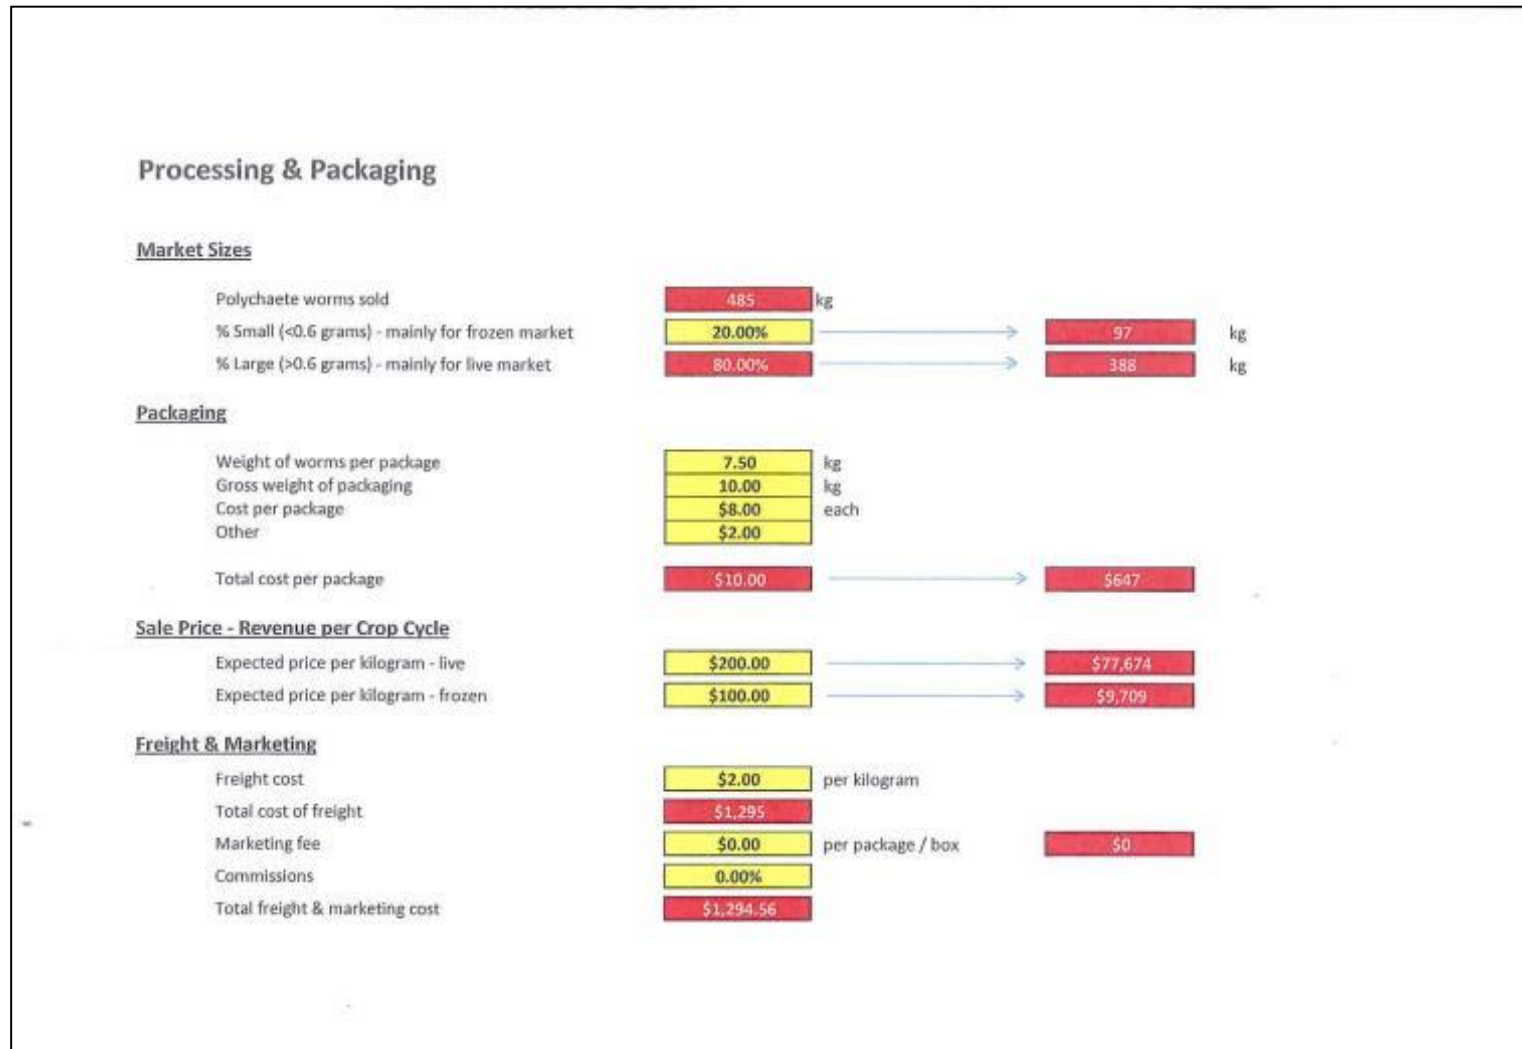 Processing & Packaging
Market Sizes
Polychaete worms sold 485 kg
% Small (<0.6 grams) - mainly for frozen market 20.00% 97 kg
% Large (>0.6 grams) - mainly for live market 80.00% 388 kg
Packaging
Weight of worms per package 7.50 kg
Gross weight of packaging 10.00 kg
Cost per package $8.00 each
Other $2.00
Total cost per package $10.00 $647
Sale Price - Revenue per Crop Cycle
Expected price per kilogram - live $200.00 $77,674
Expected price per kilogram - frozen $100.00 $9,709
Freight & Marketing
Freight cost $2.00 per kilogram
Total cost of freight $1,295
Marketing fee $0.00 per package / box $0
Commissions 0.00%
Total freight & marketing cost $1,294.56